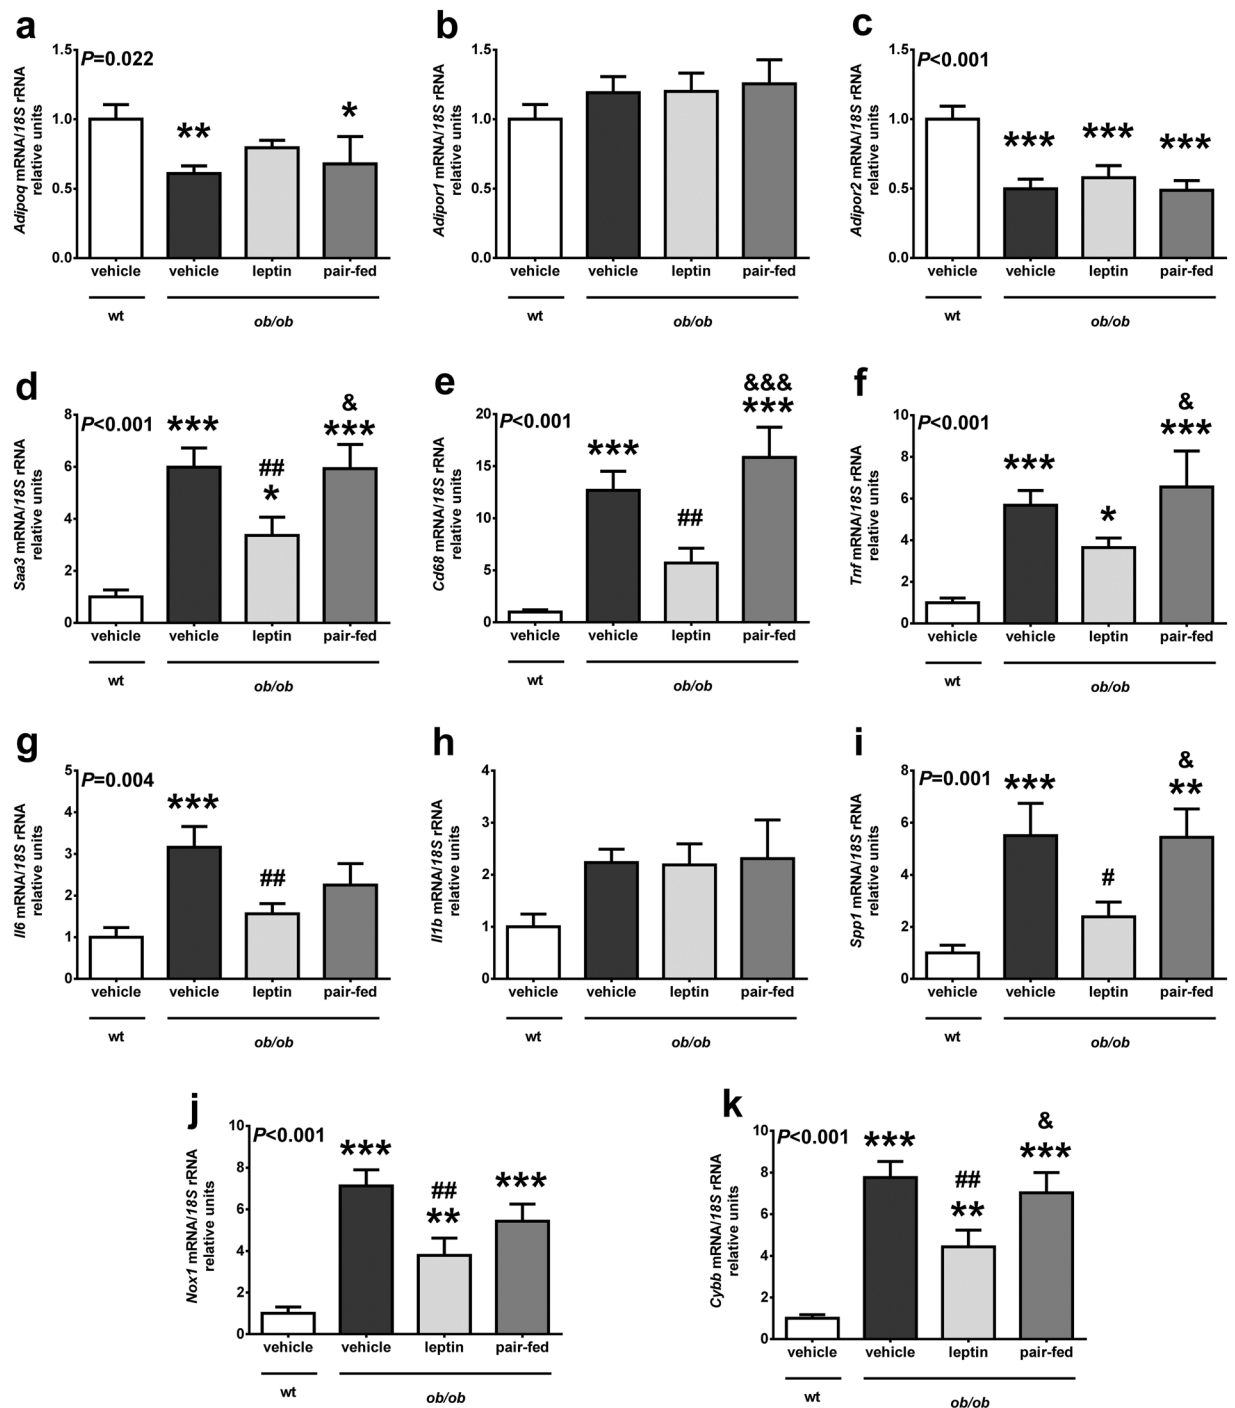 a
P=0.022
Adipoq mRNA/18S rRNA
relative units
1.5
1.0
0.5
0.0
**
*
vehicle vehicle leptin pair-fed
wt ob/ob
b
Adipor1 mRNA/18S rRNA
relative units
1.5
1.0
0.5
0.0
vehicle vehicle leptin pair-fed
wt ob/ob
c
P<0.001
Adipor2 mRNA/18S rRNA
relative units
1.5
1.0
0.5
0.0
*** *** ***
vehicle vehicle leptin pair-fed
wt ob/ob
d
P<0.001
Saa3 mRNA/18S rRNA
relative units
8
6
4
2
0
***
##
*
&
***
vehicle vehicle leptin pair-fed
wt ob/ob
e
P<0.001
Cd68 mRNA/18S rRNA
relative units
20
15
10
5
0
***
##
&&&
***
vehicle vehicle leptin pair-fed
wt ob/ob
f
P<0.001
Tnf mRNA/18S rRNA
relative units
10
8
6
4
2
0
***
*
&
***
vehicle vehicle leptin pair-fed
wt ob/ob
g
P=0.004
Il6 mRNA/18S rRNA
relative units
5
4
3
2
1
0
***
##
vehicle vehicle leptin pair-fed
wt ob/ob
h
Il1b mRNA/18S rRNA
relative units
4
3
2
1
0
vehicle vehicle leptin pair-fed
wt ob/ob
i
P=0.001
Spp1 mRNA/18S rRNA
relative units
8
6
4
2
0
***
#
&
**
vehicle vehicle leptin pair-fed
wt ob/ob
j
P<0.001
Nox1 mRNA/18S rRNA
relative units
10
8
6
4
2
0
***
##
**
***
vehicle vehicle leptin pair-fed
wt ob/ob
k
P<0.001
Cybb mRNA/18S rRNA
relative units
10
8
6
4
2
0
***
##
**
&
***
vehicle vehicle leptin pair-fed
wt ob/ob